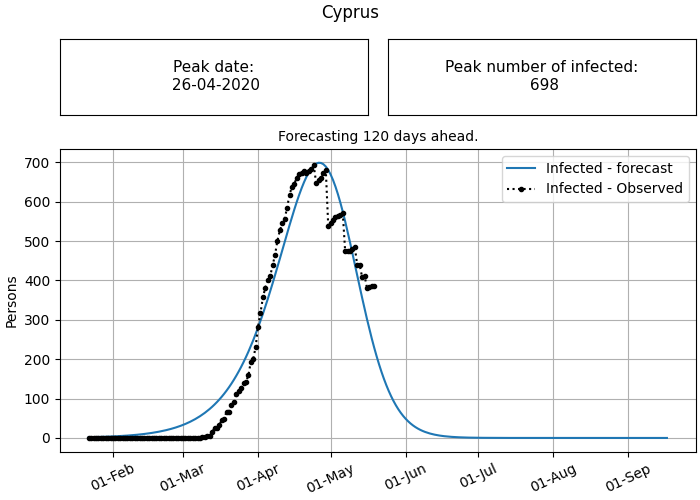 Cyprus
Peak date:
26-04-2020
Peak number of infected:
698
Forecasting 120 days ahead.
Infected - forecast
Infected - Observed
Persons
700
600
500
400
300
200
100
0
01-Feb
01-Mar
01-Apr
01-May
01-Jun
01-Jul
01-Aug
01-Sep